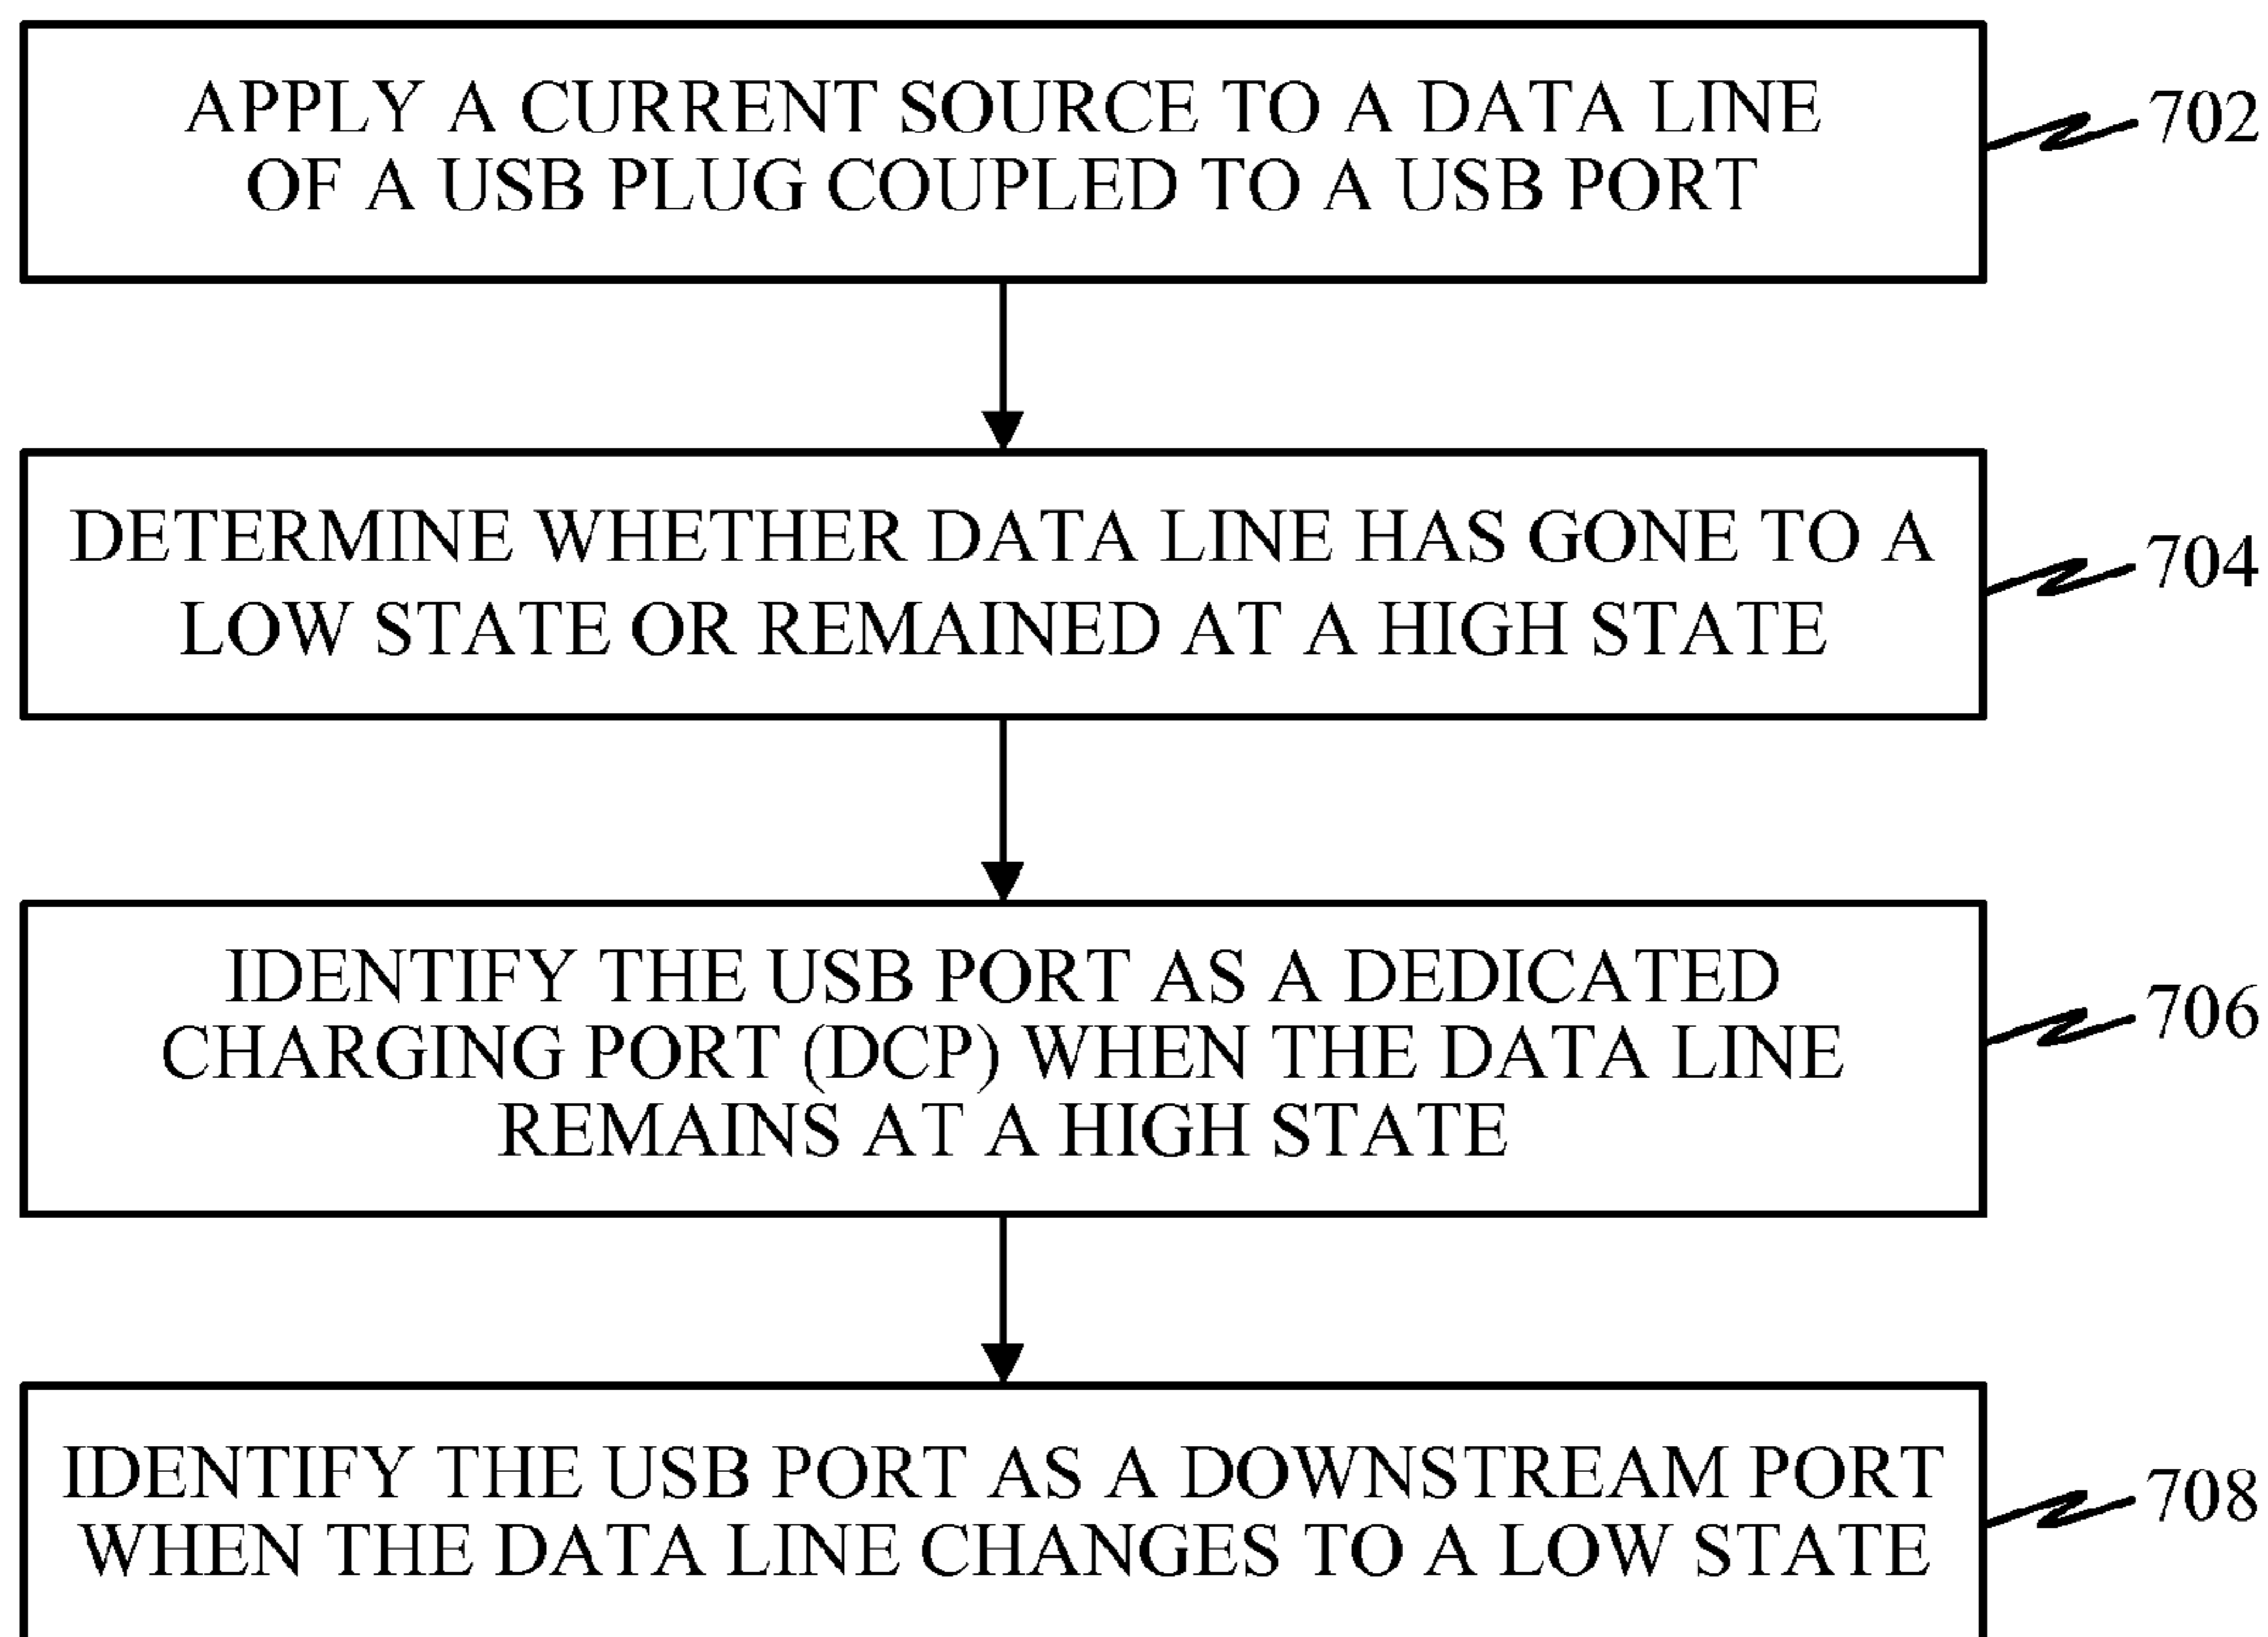 APPLY A CURRENT SOURCE TO A DATA LINE
OF A USB PLUG COUPLED TO A USB PORT
702
DETERMINE WHETHER DATA LINE HAS GONE TO A
LOW STATE OR REMAINED AT A HIGH STATE
704
IDENTIFY THE USB PORT AS A DEDICATED
CHARGING PORT (DCP) WHEN THE DATA LINE
REMAINS AT A HIGH STATE
706
IDENTIFY THE USB PORT AS A DOWNSTREAM PORT
WHEN THE DATA LINE CHANGES TO A LOW STATE
708